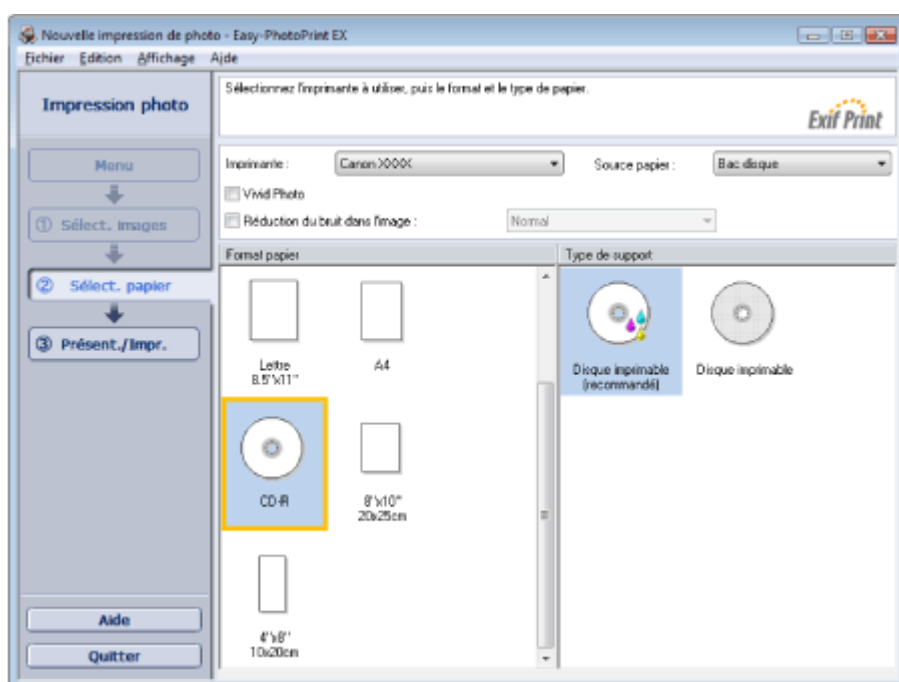 Nouvelle impression de photo - Easy-PhotoPrint EX
Fichier Edition Affichage Aide
Impression photo
Sélectionnez l'imprimante à utiliser, puis le format et le type de papier.
Exif Print
Menu
Imprimante : Canon XXXX Source papier : Bac disque
Vivid Photo
① Sélect. images
Réduction du bruit dans l'image : Normal
Format papier Type de support
② Sélect. papier
③ Présent./Impr.
Lettre
8.5"x11"
A4
Disque imprimable
(recommandé)
Disque imprimable
CD-R
8"x10"
20x25cm
4"x8"
10x20cm
Aide
Quitter